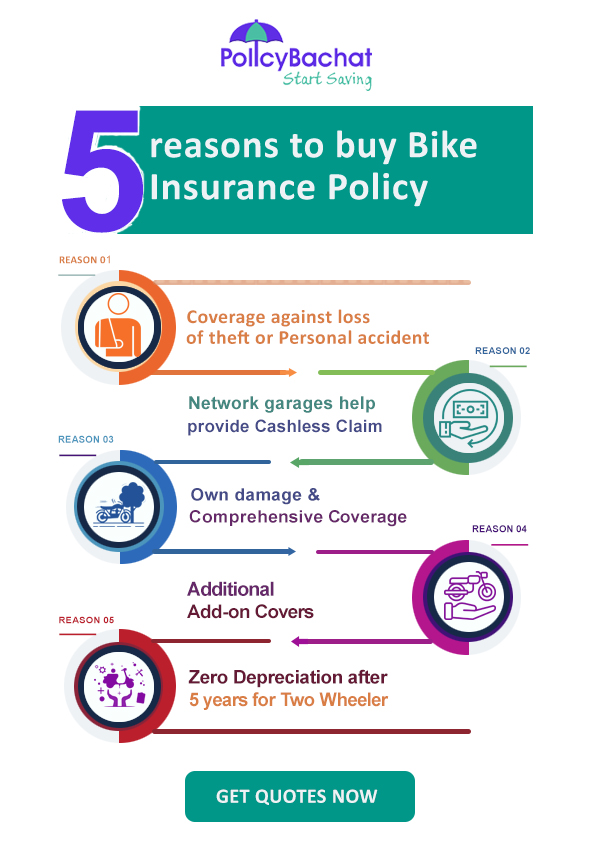 PolicyBachat
Start Saving
5 reasons to buy Bike
Insurance Policy
REASON 01
Coverage against loss
of theft or Personal accident
REASON 02
Network garages help
provide Cashless Claim
REASON 03
Own damage &
Comprehensive Coverage
REASON 04
Additional
Add-on Covers
REASON 05
Zero Depreciation after
5 years for Two Wheeler
GET QUOTES NOW